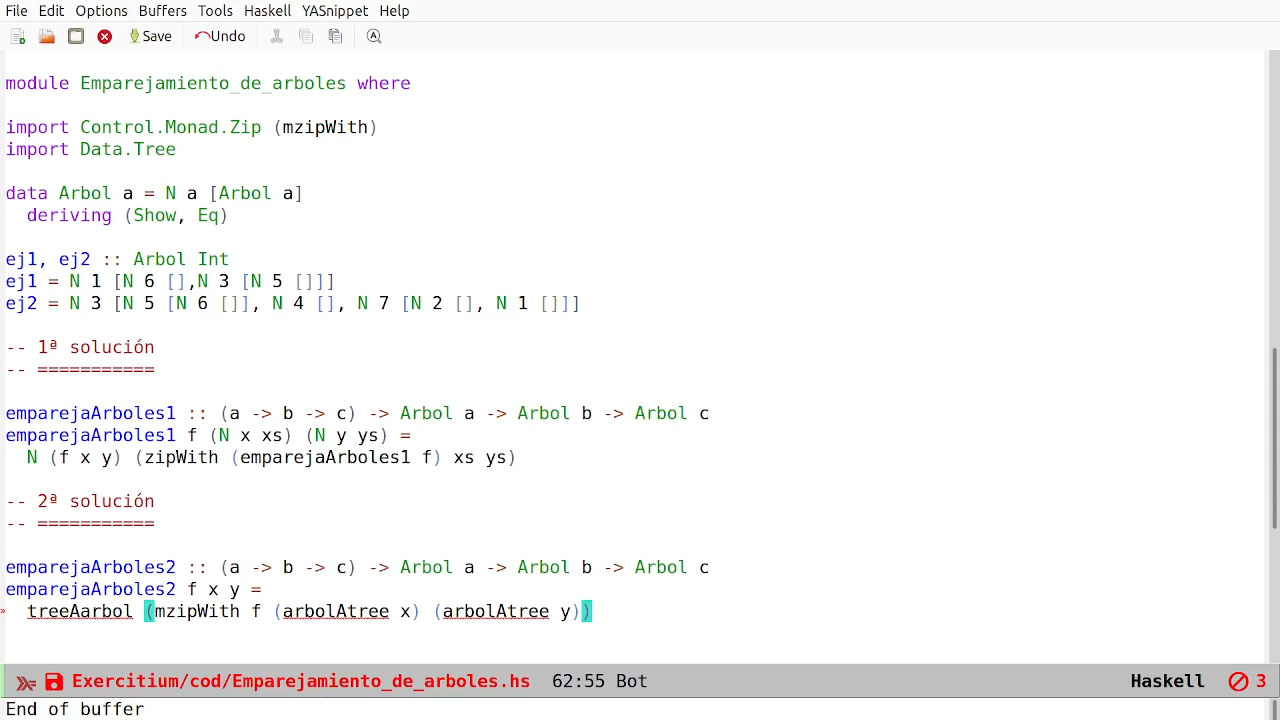 File Edit Options Buffers Tools Haskell YASnippet Help
Save Undo
module Emparejamiento_de_arboles where
import Control.Monad.Zip (mzipWith)
import Data.Tree
data Arbol a = N a [Arbol a]
  deriving (Show, Eq)
ej1, ej2 :: Arbol Int
ej1 = N 1 [N 6 [],N 3 [N 5 []]]
ej2 = N 3 [N 5 [N 6 []], N 4 [], N 7 [N 2 [], N 1 []]]
-- 1ª solución
-- ===========
emparejaArboles1 :: (a -> b -> c) -> Arbol a -> Arbol b -> Arbol c
emparejaArboles1 f (N x xs) (N y ys) =
  N (f x y) (zipWith (emparejaArboles1 f) xs ys)
-- 2ª solución
-- ===========
emparejaArboles2 :: (a -> b -> c) -> Arbol a -> Arbol b -> Arbol c
emparejaArboles2 f x y =
  treeAarbol (mzipWith f (arbolAtree x) (arbolAtree y))
Exercitium/cod/Emparejamiento_de_arboles.hs 62:55 Bot Haskell 3
End of buffer